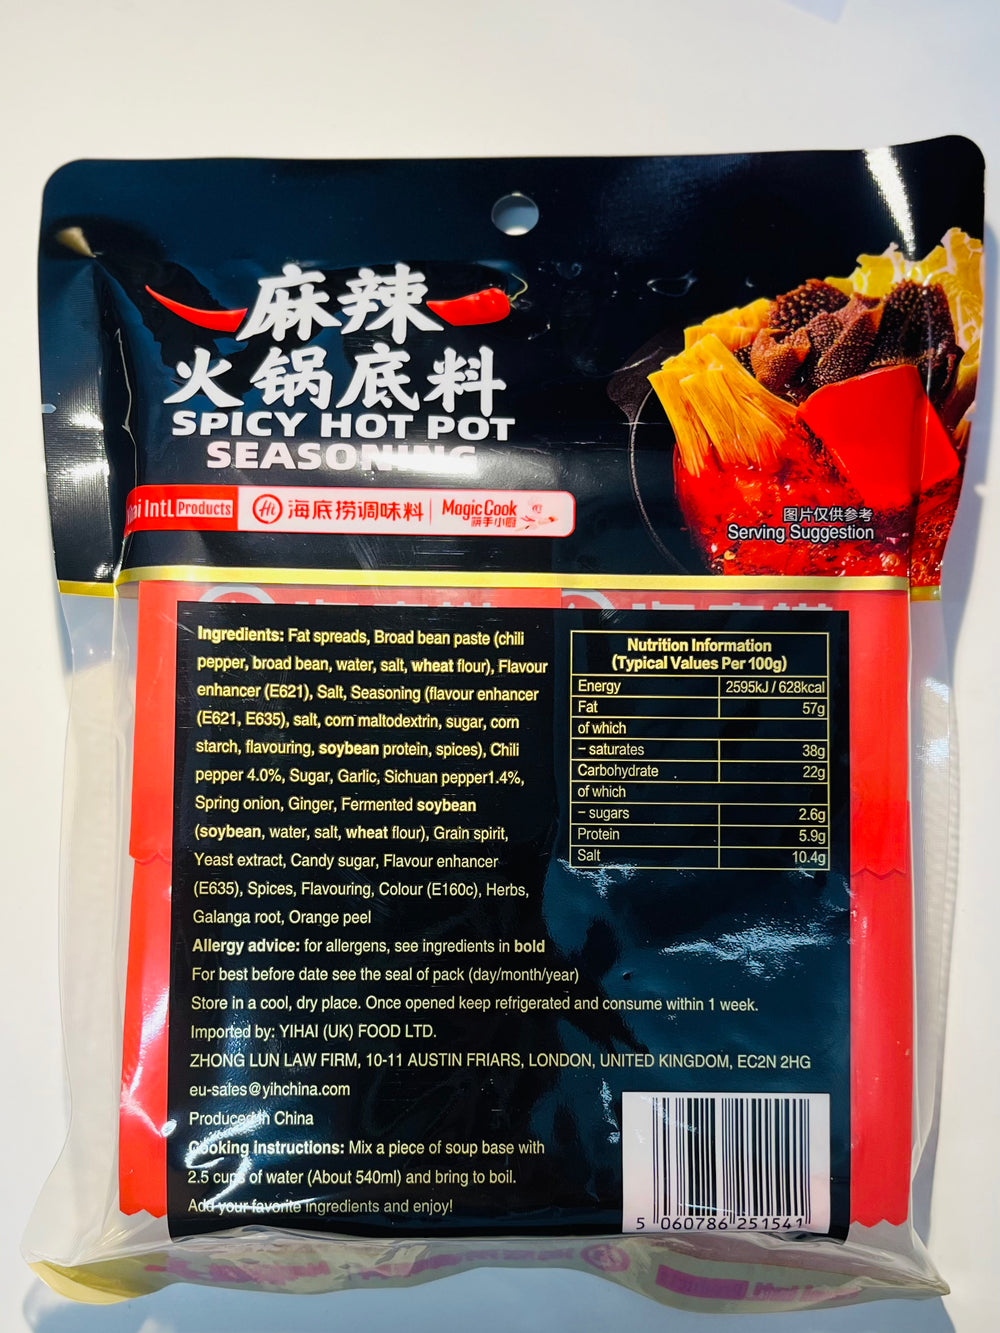 麻辣
火锅底料
SPICY HOT POT
SEASONING
Intl Products 海底捞调味料 Magic Cook
筷手小厨
图片仅供参考
Serving Suggestion
Ingredients: Fat spreads, Broad bean paste (chili
pepper, broad bean, water, salt, wheat flour), Flavour
enhancer (E621), Salt, Seasoning (flavour enhancer
(E621, E635), salt, corn maltodextrin, sugar, corn
starch, flavouring, soybean protein, spices), Chili
pepper 4.0%, Sugar, Garlic, Sichuan pepper1.4%,
Spring onion, Ginger, Fermented soybean
(soybean, water, salt, wheat flour), Grain spirit,
Yeast extract, Candy sugar, Flavour enhancer
(E635), Spices, Flavouring, Colour (E160c), Herbs,
Galanga root, Orange peel
Allergy advice: for allergens, see ingredients in bold
For best before date see the seal of pack (day/month/year)
Store in a cool, dry place. Once opened keep refrigerated and consume within 1 week.
Imported by: YIHAI (UK) FOOD LTD.
ZHONG LUN LAW FIRM, 10-11 AUSTIN FRIARS, LONDON, UNITED KINGDOM, EC2N 2HG
eu-sales@yihchina.com
Produced in China
Cooking instructions: Mix a piece of soup base with
2.5 cups of water (About 540ml) and bring to boil.
Add your favorite ingredients and enjoy!
Nutrition Information
(Typical Values Per 100g)
Energy 2595kJ / 628kcal
Fat 57g
of which
– saturates 38g
Carbohydrate 22g
of which
– sugars 2.6g
Protein 5.9g
Salt 10.4g
5 060786 251541